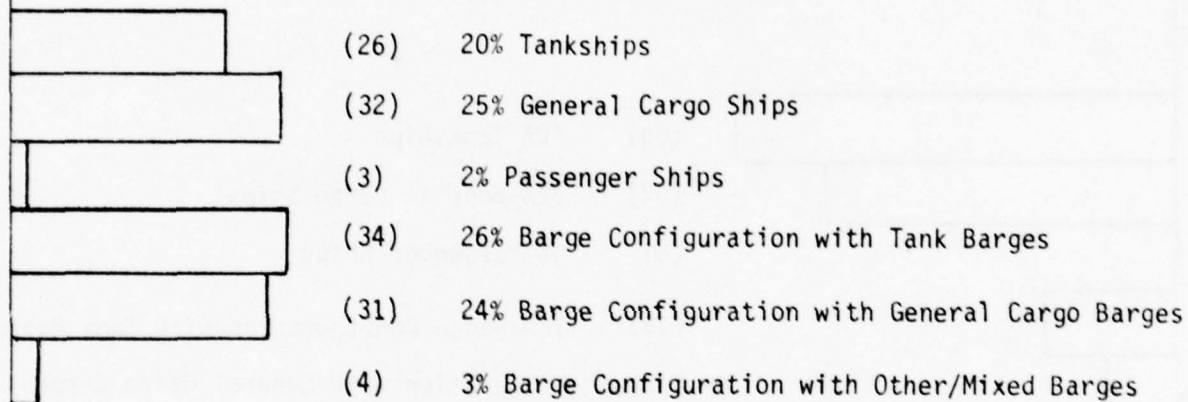 (26) 20% Tankships
(32) 25% General Cargo Ships
(3) 2% Passenger Ships
(34) 26% Barge Configuration with Tank Barges
(31) 24% Barge Configuration with General Cargo Barges
(4) 3% Barge Configuration with Other/Mixed Barges